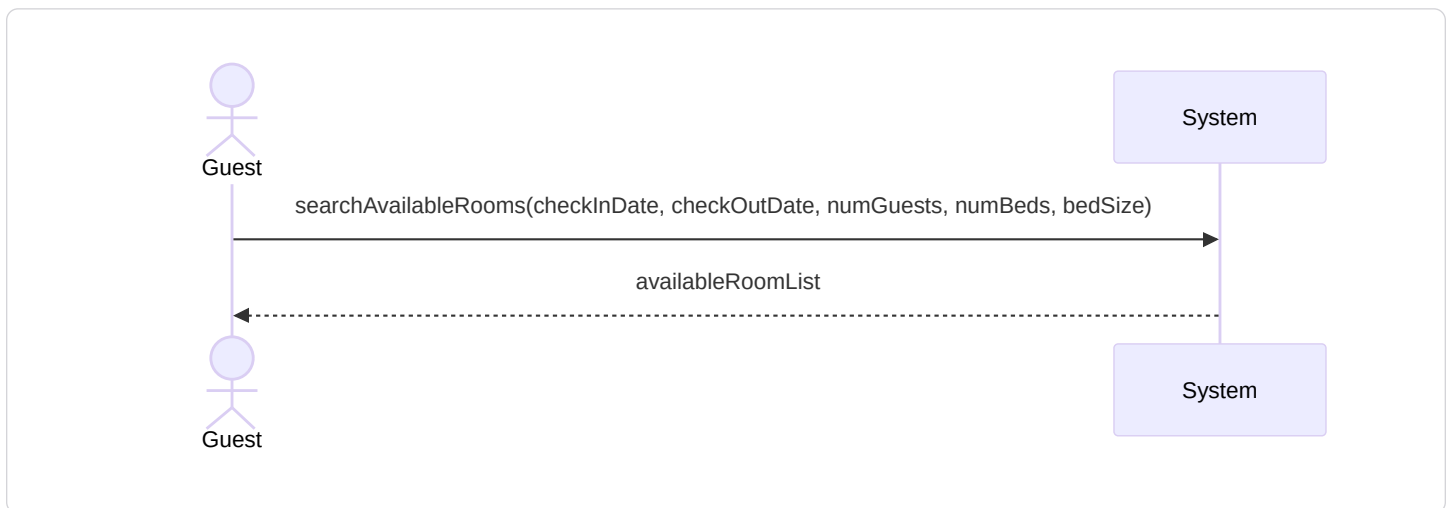 System
Guest
searchAvailableRooms(checkInDate, checkOutDate, numGuests, numBeds, bedSize)
availableRoomList
System
Guest